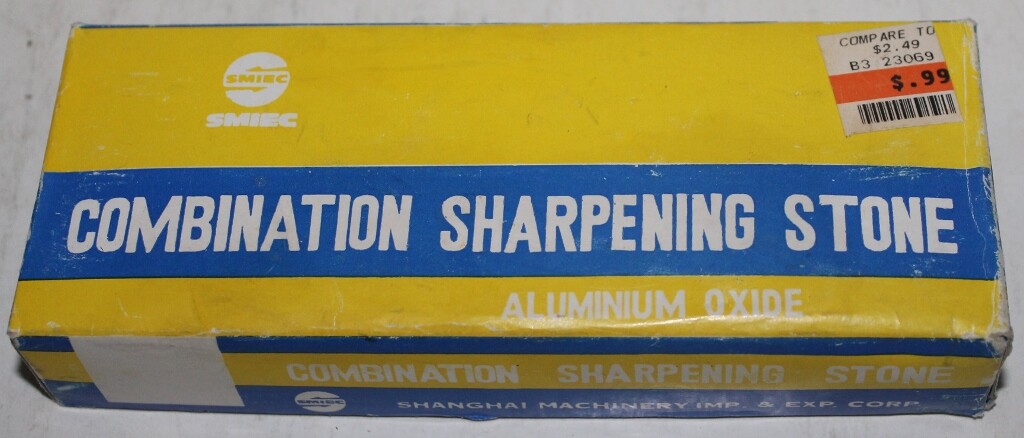 SMIEC
SMIEC
COMPARE TO
$2.49
B3 23069
$.99
COMBINATION SHARPENING STONE
ALUMINIUM OXIDE
COMBINATION SHARPENING STONE
SMIEC
SHANGHAI MACHINERY IMP. & EXP. CORP.